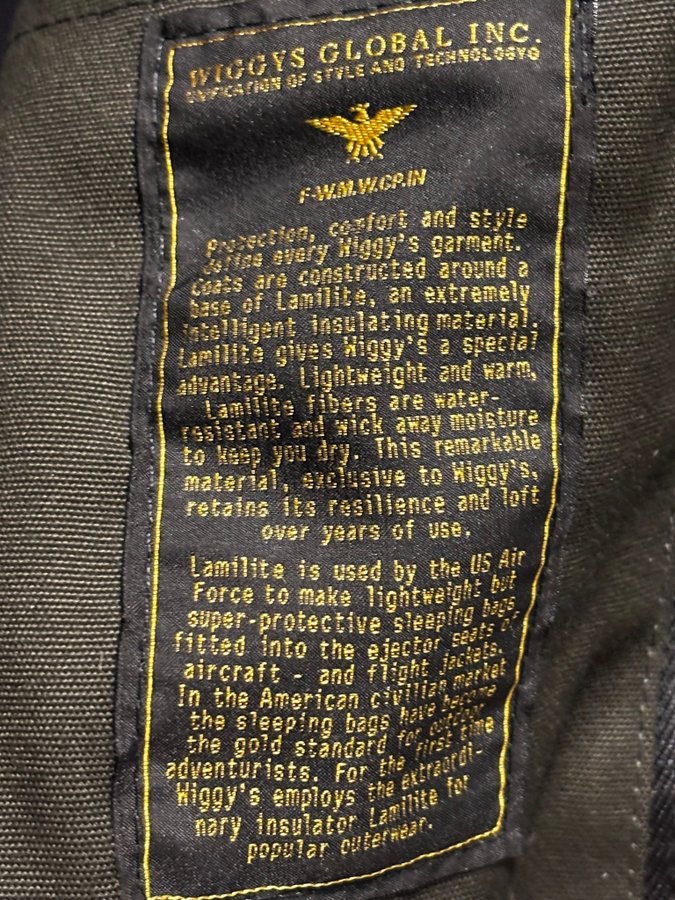 WIGGYS GLOBAL INC.
UNIFICATION OF STYLE AND TECHNOLOGY©
F-W.M.W.CP.IN
Protection, comfort and style
define every Wiggy's garment.
Coats are constructed around a
base of Lamilite, an extremely
intelligent insulating material.
Lamilite gives Wiggy's a special
advantage. Lightweight and warm,
Lamilite fibers are water-
resistant and wick away moisture
to keep you dry. This remarkable
material, exclusive to Wiggy's,
retains its resilience and loft
over years of use.
Lamilite is used by the US Air
Force to make lightweight but
super-protective sleeping bags
fitted into the ejector seats of
aircraft - and flight jackets.
In the American civilian market
the sleeping bags have become
the gold standard for outdoor
adventurists. For the first time
Wiggy's employs the extraordi-
nary insulator Lamilite for
popular outerwear.